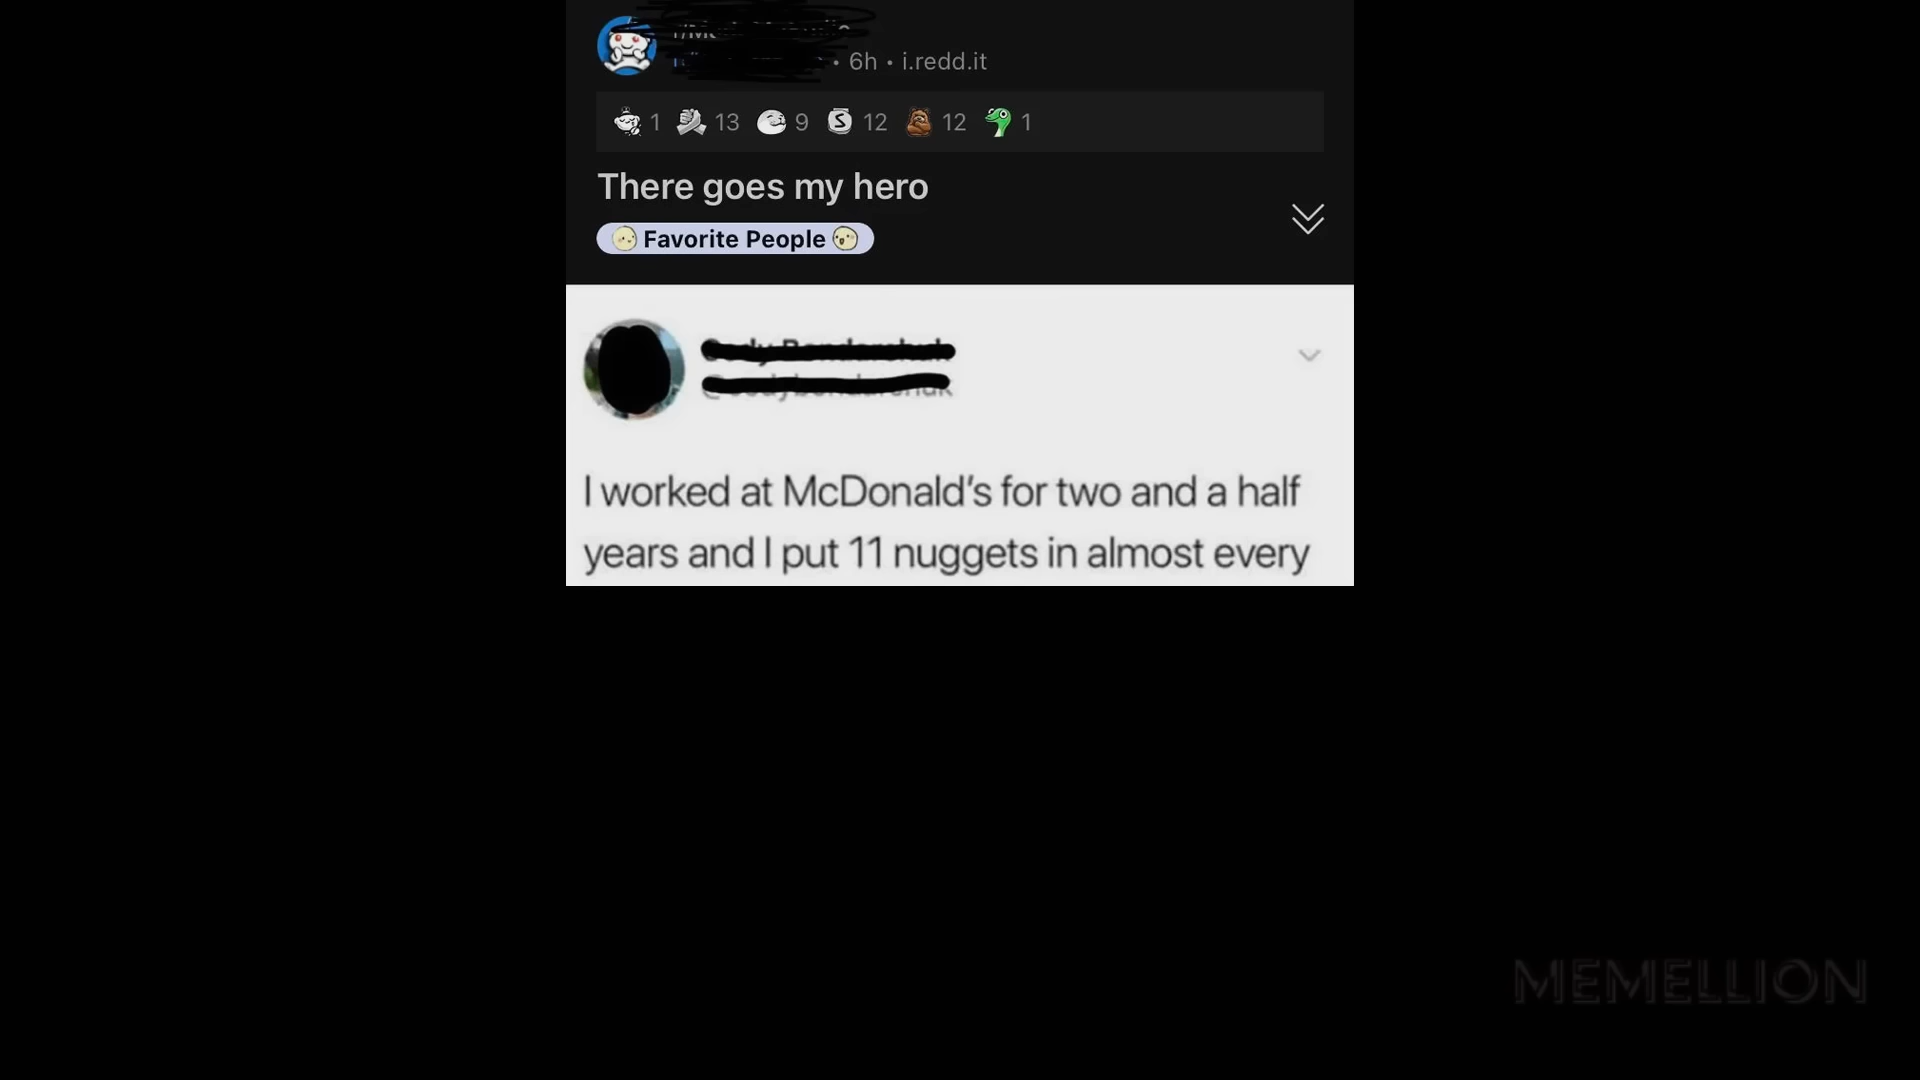 • 6h • i.redd.it
1 13 9 12 12 1
There goes my hero
Favorite People
I worked at McDonald's for two and a half
years and I put 11 nuggets in almost every
MEMELLION